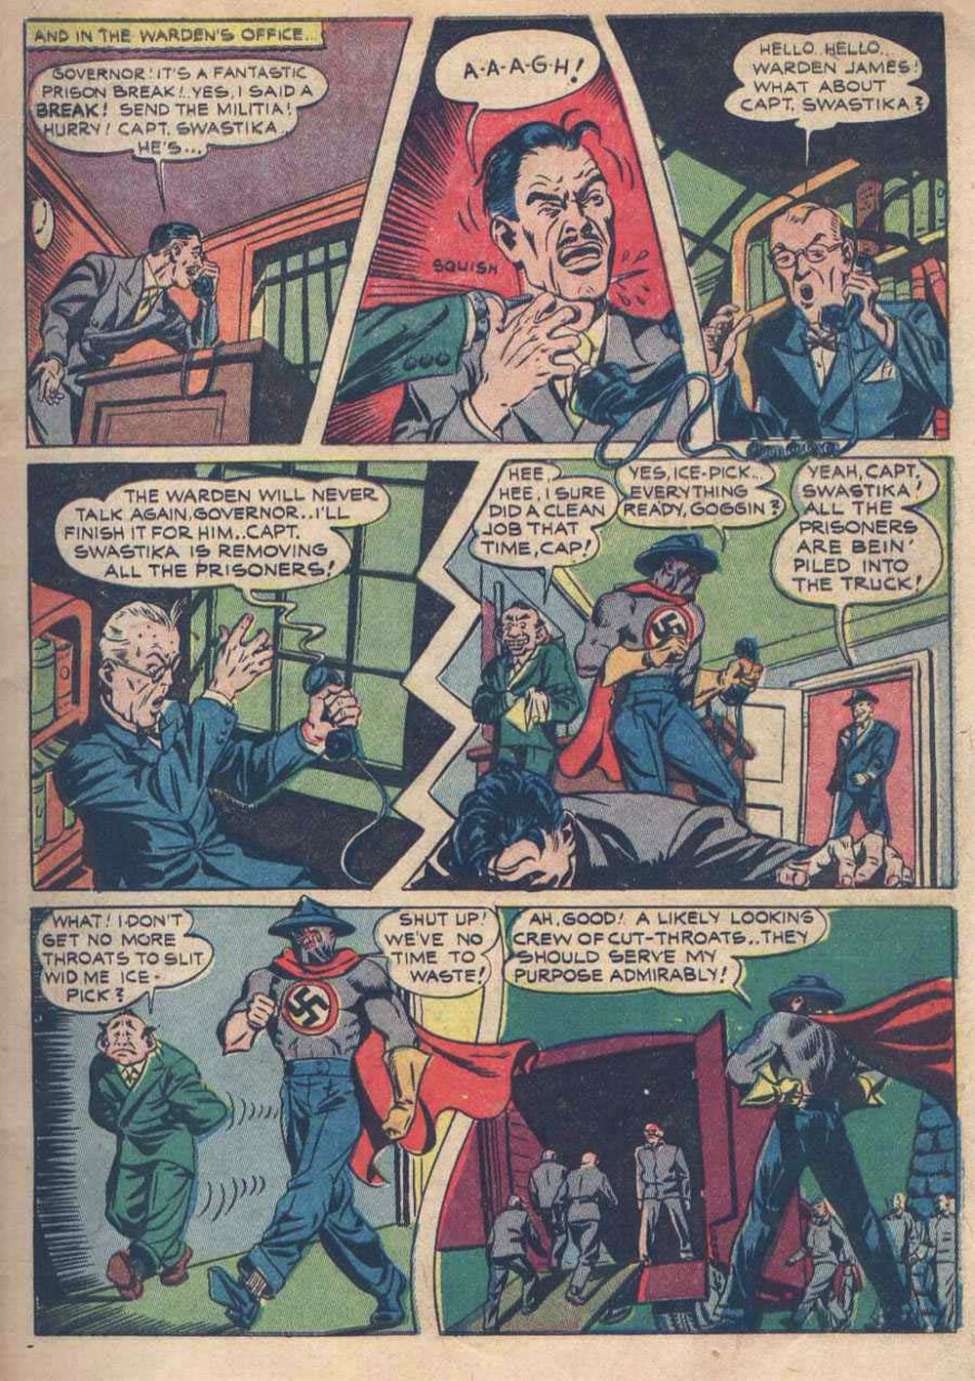 AND IN THE WARDEN'S OFFICE...
GOVERNOR! IT'S A FANTASTIC
PRISON BREAK!..YES, I SAID A
BREAK! SEND THE MILITIA!
HURRY! CAPT. SWASTIKA...
HE'S...
A-A-A-G-H!
SQUISH
HELLO..HELLO..
WARDEN JAMES!
WHAT ABOUT
CAPT. SWASTIKA?
THE WARDEN WILL NEVER
TALK AGAIN, GOVERNOR..I'LL
FINISH IT FOR HIM..CAPT.
SWASTIKA IS REMOVING
ALL THE PRISONERS!
HEE,
HEE, I SURE
DID A CLEAN
JOB THAT
TIME, CAP!
YES, ICE-PICK...
EVERYTHING
READY, GOGGIN?
YEAH, CAPT.
SWASTIKA!
ALL THE
PRISONERS
ARE BEIN'
PILED INTO
THE TRUCK!
WHAT! I DON'T
GET NO MORE
THROATS TO SLIT
WID ME ICE-
PICK?
SHUT UP!
WE'VE NO
TIME TO
WASTE!
AH, GOOD! A LIKELY LOOKING
CREW OF CUT-THROATS..THEY
SHOULD SERVE MY
PURPOSE ADMIRABLY!